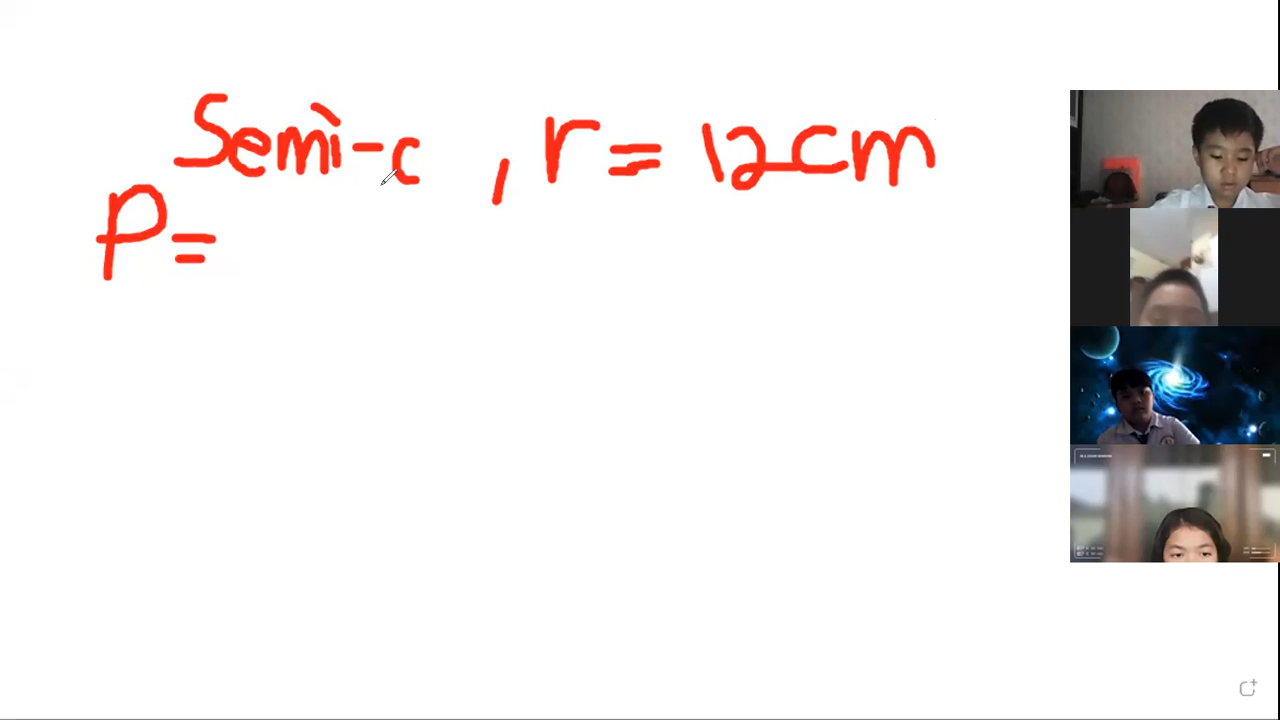 Semi-c , r = 12cm
P=